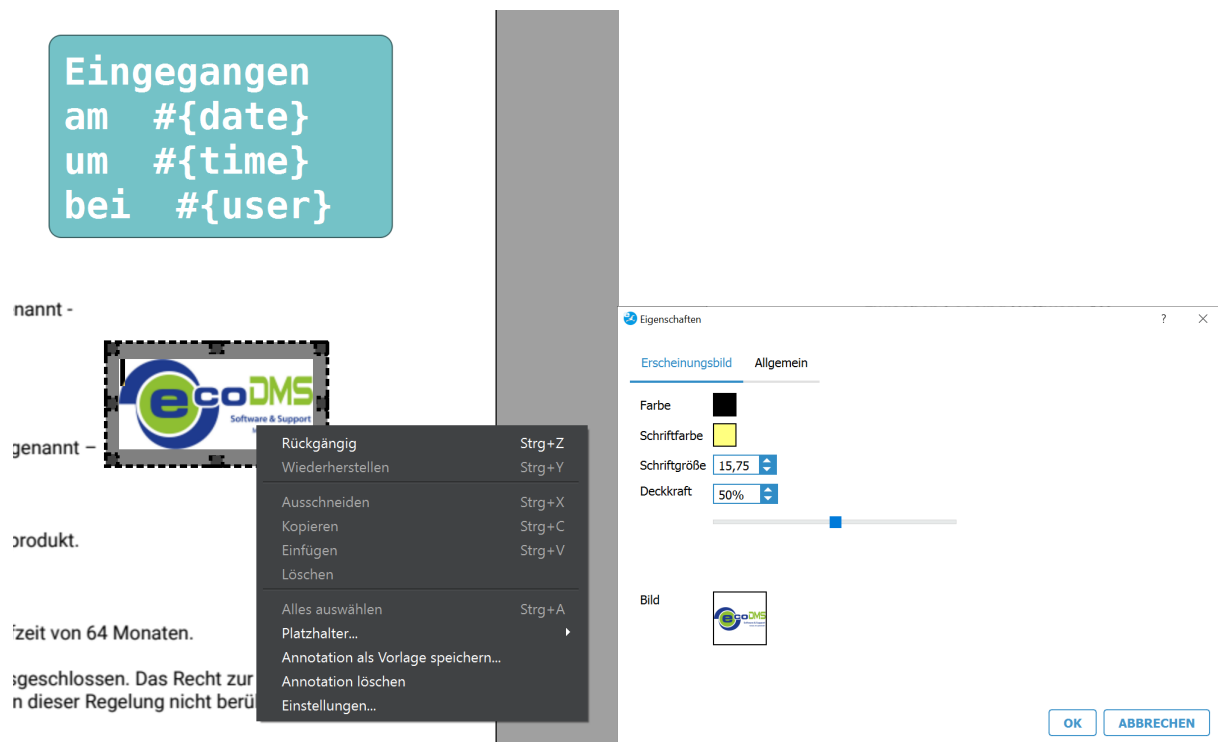 Eingegangen
am #{date}
um #{time}
bei #{user}
nannt -
ecoDMS
Software & Support
genannt –
produkt.
fzeit von 64 Monaten.
sgeschlossen. Das Recht zur
n dieser Regelung nicht berü
Rückgängig Strg+Z
Wiederherstellen Strg+Y
Ausschneiden Strg+X
Kopieren Strg+C
Einfügen Strg+V
Löschen
Alles auswählen Strg+A
Platzhalter...
Annotation als Vorlage speichern...
Annotation löschen
Einstellungen...
Eigenschaften ?
Erscheinungsbild Allgemein
Farbe
Schriftfarbe
Schriftgröße 15,75
Deckkraft 50%
Bild
ecoDMS
OK ABBRECHEN